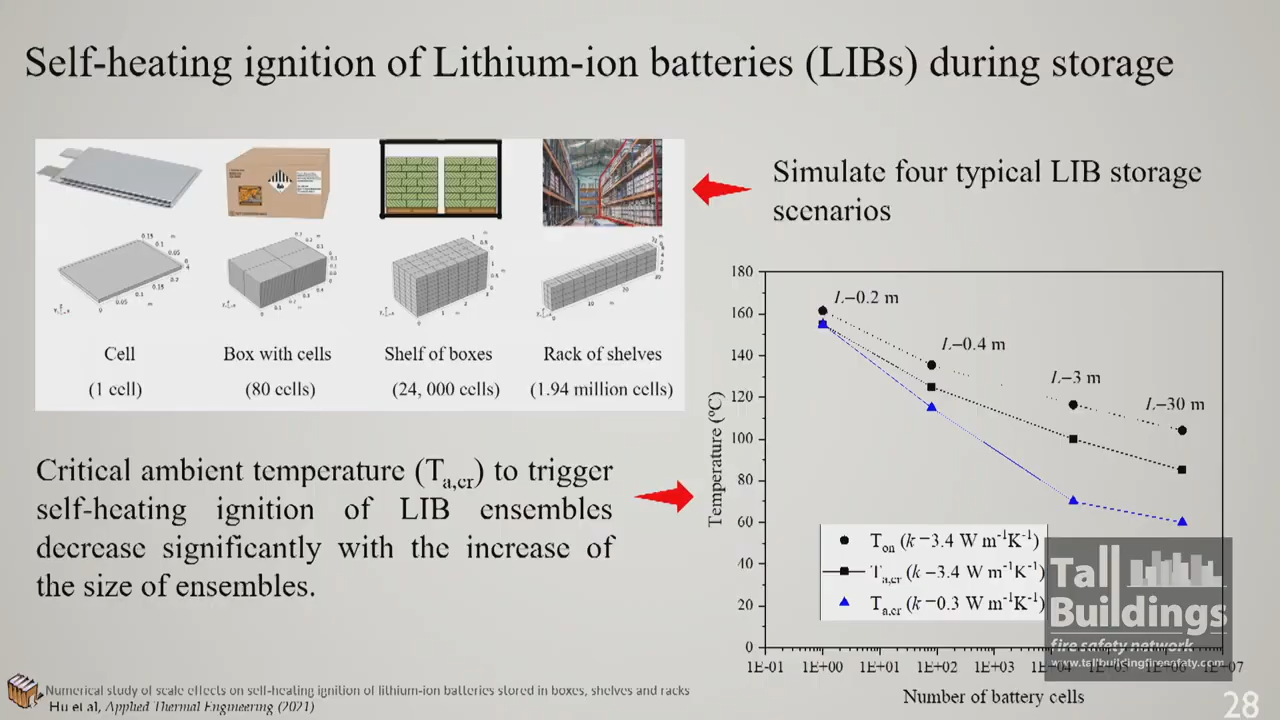 Self-heating ignition of Lithium-ion batteries (LIBs) during storage
Cell
(1 cell)
Box with cells
(80 cells)
Shelf of boxes
(24, 000 cells)
Rack of shelves
(1.94 million cells)
Simulate four typical LIB storage
scenarios
Critical ambient temperature (Ta,cr) to trigger
self-heating ignition of LIB ensembles
decrease significantly with the increase of
the size of ensembles.
Temperature (ºC)
180
160
140
120
100
80
60
40
20
0
L–0.2 m
L–0.4 m
L–3 m
L–30 m
Ton (k=3.4 W m-1K-1)
Ta,cr (k–3.4 W m-1K-1)
Ta,cr (k=0.3 W m-1K-1)
1E-01 1E+00 1E+01 1E+02 1E+03 1E+04 1E+05 1E+06 1E+07
Number of battery cells
Tall
Buildings
fire safety network
www.tallbuildingfiresafety.com
Numerical study of scale effects on self-heating ignition of lithium-ion batteries stored in boxes, shelves and racks
Hu et al, Applied Thermal Engineering (2021)
28